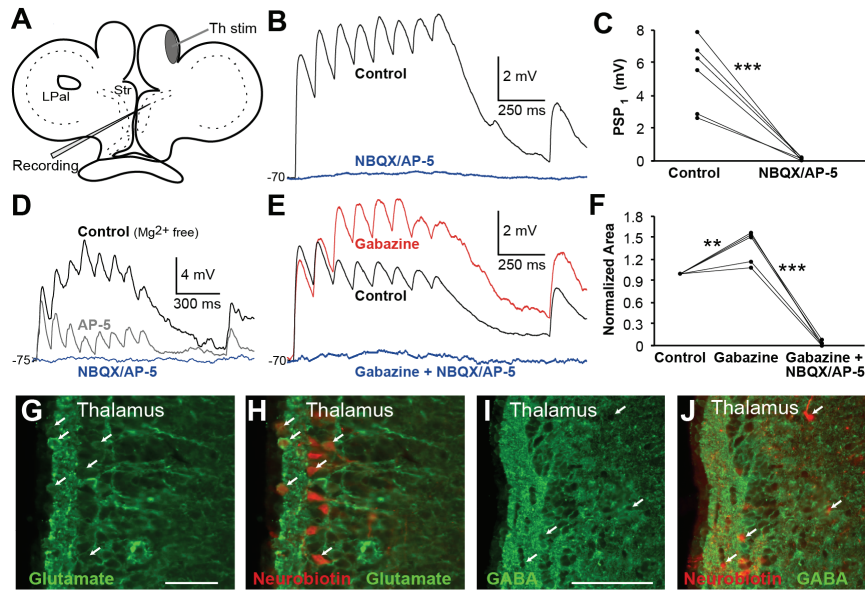 A
Th stim
LPal
Str
Recording
B
Control
2 mV
250 ms
NBQX/AP-5
-70
C
PSP1 (mV)
8
6
4
2
0
***
Control
NBQX/AP-5
D
Control (Mg2+ free)
4 mV
300 ms
AP-5
-75
NBQX/AP-5
E
Gabazine
2 mV
250 ms
Control
-70
Gabazine + NBQX/AP-5
F
Normalized Area
1.8
1.5
1.2
0.9
0.6
0.3
0
**
***
Control
Gabazine
Gabazine +
NBQX/AP-5
G
Thalamus
Glutamate
H
Thalamus
Neurobiotin
Glutamate
I
Thalamus
GABA
J
Thalamus
Neurobiotin
GABA